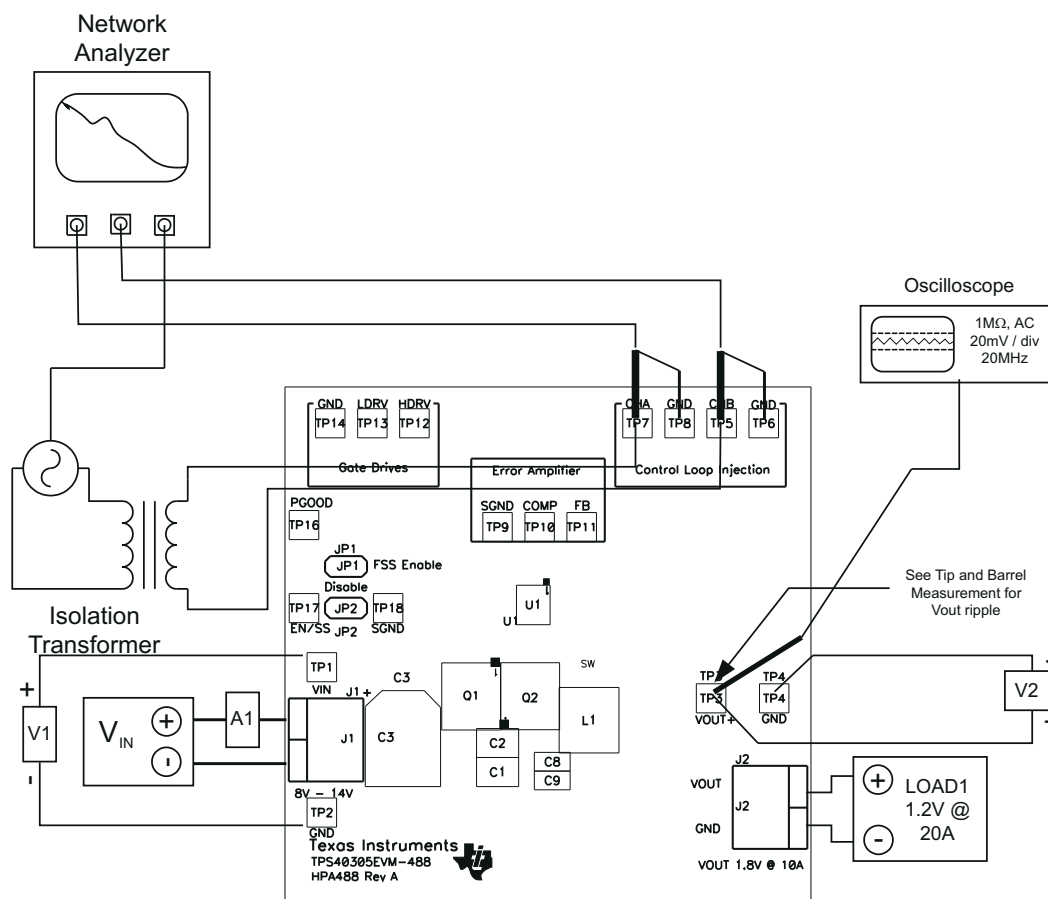 Network
Analyzer
Oscilloscope
1MΩ, AC
20mV / div
20MHz
GND LDRV HDRV
TP14 TP13 TP12
Gate Drives
CHA GND CHB GND
TP7 TP8 TP5 TP6
Control Loop Injection
Error Amplifier
SGND COMP FB
TP9 TP10 TP11
PGOOD
TP16
JP1
JP1 FSS Enable
Disable
TP17 JP2 TP18
EN/SS JP2 SGND
U1
U1
1
See Tip and Barrel
Measurement for
Vout ripple
Isolation
Transformer
TP1
VIN
+
V1
-
VIN
+
-
A1
J1+
J1
8V - 14V
TP2
GND
C3
C3
Q1
1
Q2
1
SW
L1
C2
C1
C8
C9
TP4
TP3 TP4
VOUT+ GND
V2
J2
VOUT
J2
GND
VOUT 1.8V @ 10A
+
-
LOAD1
1.2V @
20A
Texas Instruments
TPS40305EVM-488
HPA488 Rev A